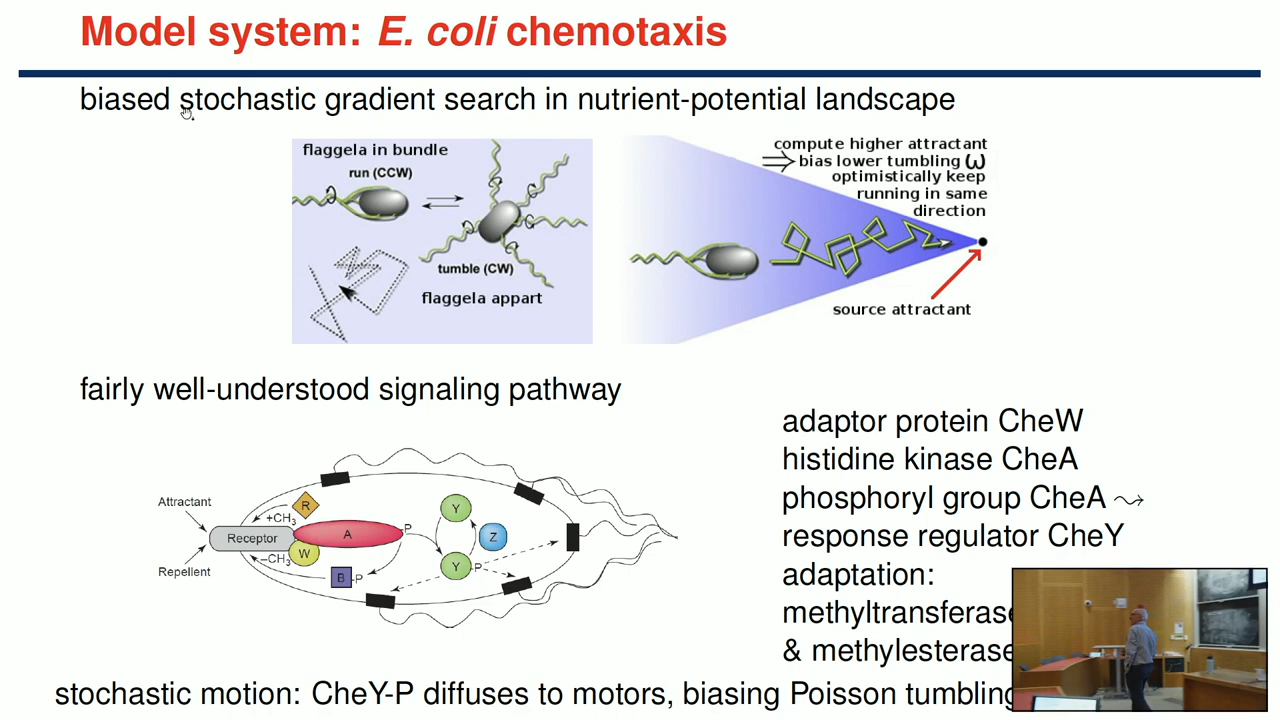 Model system: E. coli chemotaxis
biased stochastic gradient search in nutrient-potential landscape
flaggela in bundle
run (CCW)
tumble (CW)
flaggela appart
compute higher attractant
⇒ bias lower tumbling ω
optimistically keep
running in same
direction
source attractant
fairly well-understood signaling pathway
Attractant
Repellent
Receptor
R
+CH3
A
P
W
–CH3
B
-P
Y
Z
Y
P
adaptor protein CheW
histidine kinase CheA
phosphoryl group CheA ⇝
response regulator CheY
adaptation:
methyltransferase
& methylesterase
stochastic motion: CheY-P diffuses to motors, biasing Poisson tumbling